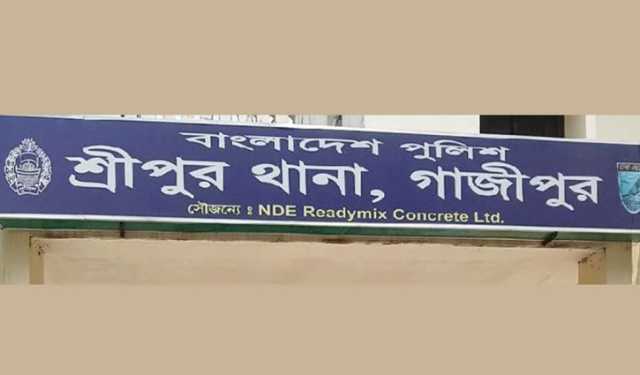 বাংলাদেশ পুলিশ
শ্রীপুর থানা, গাজীপুর
সৌজন্যে ঃ NDE Readymix Concrete Ltd.